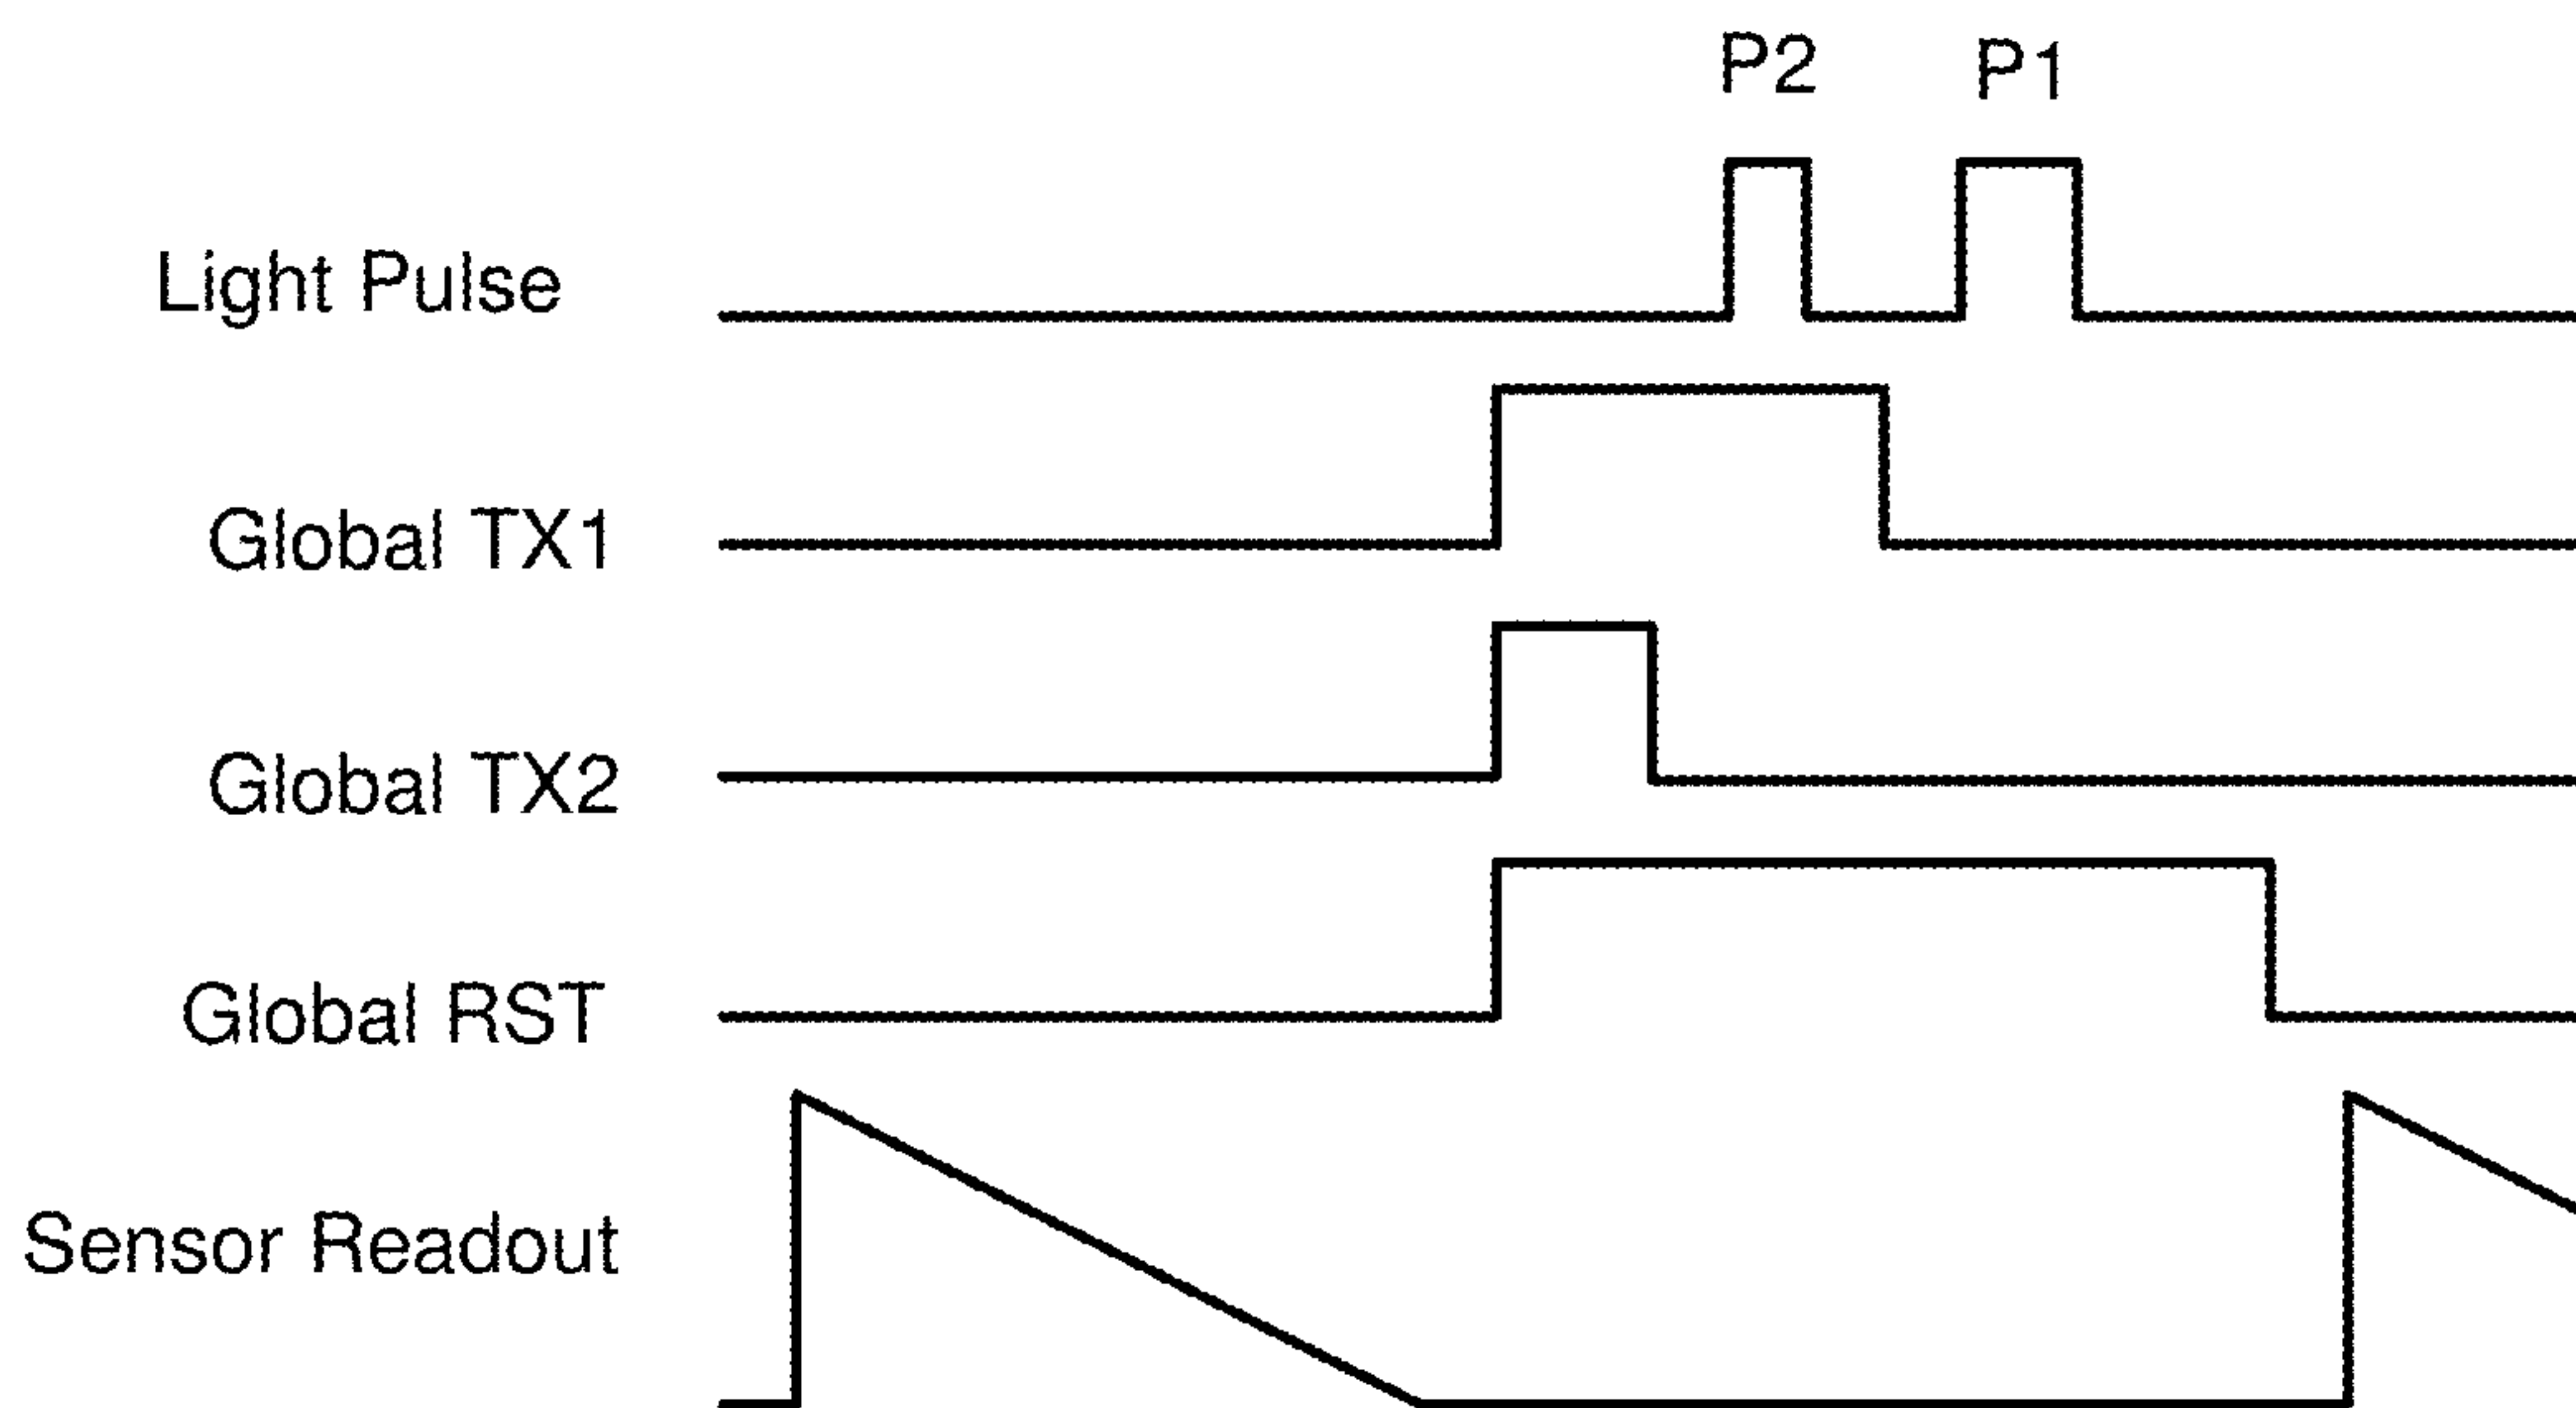 P2 P1
Light Pulse
Global TX1
Global TX2
Global RST
Sensor Readout